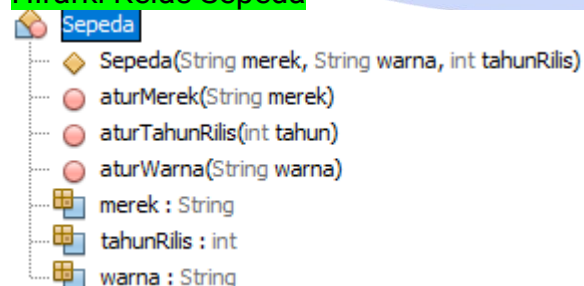 Hirarki Kelas Sepeda
Sepeda
Sepeda(String merek, String warna, int tahunRilis)
aturMerek(String merek)
aturTahunRilis(int tahun)
aturWarna(String warna)
merek : String
tahunRilis : int
warna : String